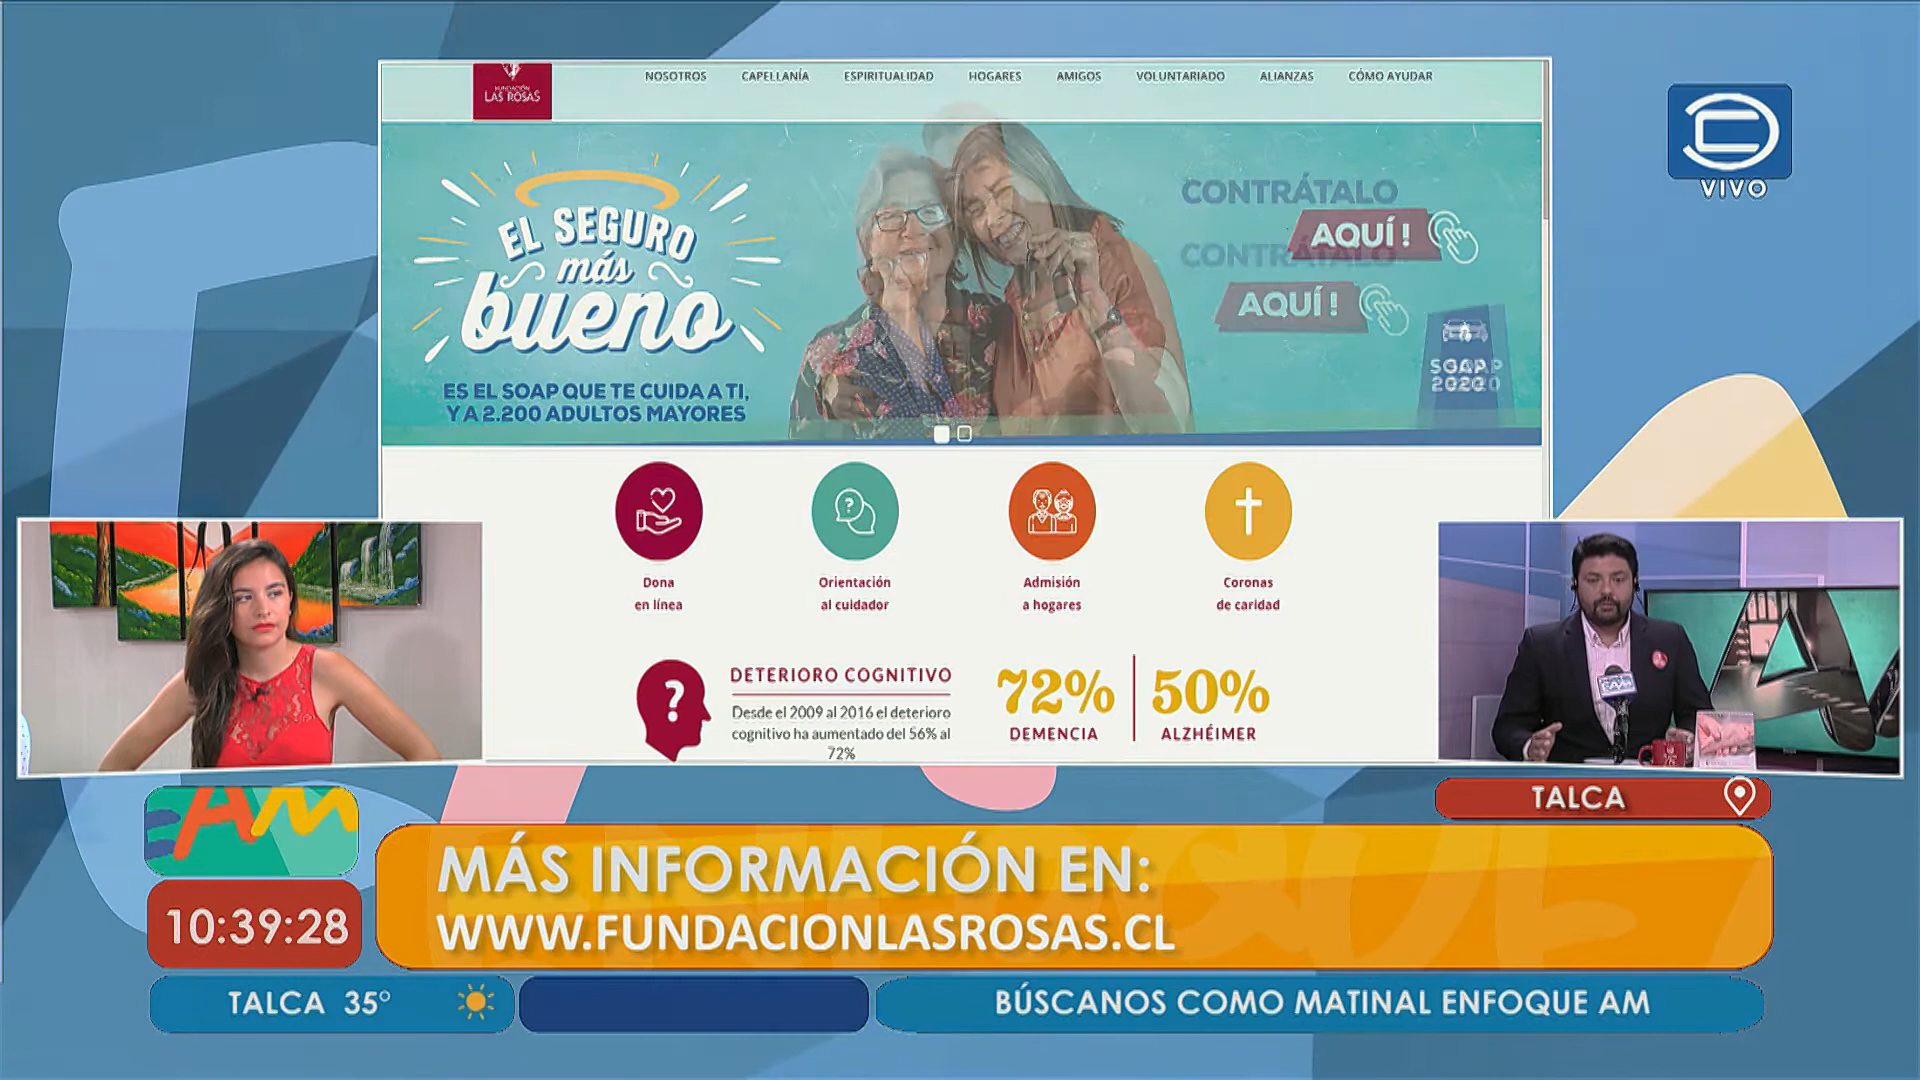 FUNDACIÓN
LAS ROSAS
NOSOTROS
CAPELLANÍA
ESPIRITUALIDAD
HOGARES
AMIGOS
VOLUNTARIADO
ALIANZAS
CÓMO AYUDAR
VIVO
EL SEGURO
más
bueno
ES EL SOAP QUE TE CUIDA A TI,
Y A 2.200 ADULTOS MAYORES
CONTRÁTALO
AQUÍ !
CONTRÁTALO
AQUÍ !
SOAP
2020
Dona
en línea
Orientación
al cuidador
Admisión
a hogares
Coronas
de caridad
DETERIORO COGNITIVO
Desde el 2009 al 2016 el deterioro
cognitivo ha aumentado del 56% al
72%
72%
DEMENCIA
50%
ALZHÉIMER
TALCA
EAM
MÁS INFORMACIÓN EN:
WWW.FUNDACIONLASROSAS.CL
10:39:28
TALCA 35°
BÚSCANOS COMO MATINAL ENFOQUE AM